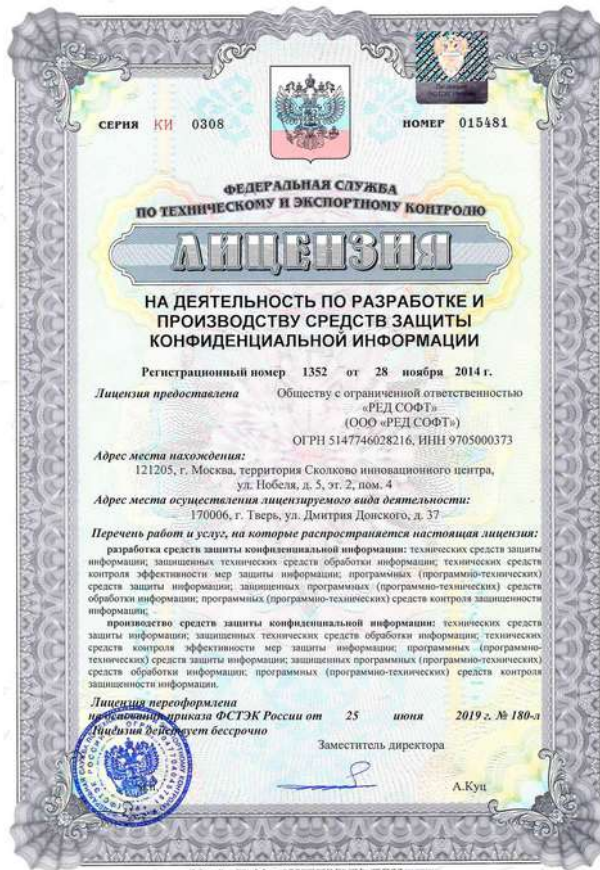 СЕРИЯ КИ 0308
НОМЕР 015481
ФЕДЕРАЛЬНАЯ СЛУЖБА
ПО ТЕХНИЧЕСКОМУ И ЭКСПОРТНОМУ КОНТРОЛЮ
ЛИЦЕНЗИЯ
НА ДЕЯТЕЛЬНОСТЬ ПО РАЗРАБОТКЕ И
ПРОИЗВОДСТВУ СРЕДСТВ ЗАЩИТЫ
КОНФИДЕНЦИАЛЬНОЙ ИНФОРМАЦИИ
Регистрационный номер 1352 от 28 ноября 2014 г.
Лицензия предоставлена Обществу с ограниченной ответственностью
«РЕД СОФТ»
(ООО «РЕД СОФТ»)
ОГРН 5147746028216, ИНН 9705000373
Адрес места нахождения:
121205, г. Москва, территория Сколково инновационного центра,
ул. Нобеля, д. 5, эт. 2, пом. 4
Адрес места осуществления лицензируемого вида деятельности:
170006, г. Тверь, ул. Дмитрия Донского, д. 37
Перечень работ и услуг, на которые распространяется настоящая лицензия:
разработка средств защиты конфиденциальной информации: технических средств защиты
информации; защищенных технических средств обработки информации; технических средств
контроля эффективности мер защиты информации; программных (программно-технических)
средств защиты информации; защищенных программных (программно-технических) средств
обработки информации; программных (программно-технических) средств контроля защищенности
информации;
производство средств защиты конфиденциальной информации: технических средств
защиты информации; защищенных технических средств обработки информации; технических
средств контроля эффективности мер защиты информации; программных (программно-
технических) средств защиты информации; защищенных программных (программно-технических)
средств обработки информации; программных (программно-технических) средств контроля
защищенности информации.
Лицензия переоформлена
на основании приказа ФСТЭК России от 25 июня 2019 г. № 180-л
Лицензия действует бессрочно
Заместитель директора
А.Куц